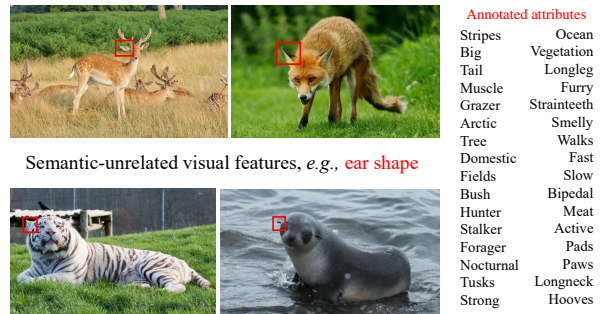 Annotated attributes
Stripes Ocean
Big Vegetation
Tail Longleg
Muscle Furry
Grazer Strainteeth
Arctic Smelly
Tree Walks
Domestic Fast
Fields Slow
Bush Bipedal
Hunter Meat
Stalker Active
Forager Pads
Nocturnal Paws
Tusks Longneck
Strong Hooves
Semantic-unrelated visual features, e.g., ear shape